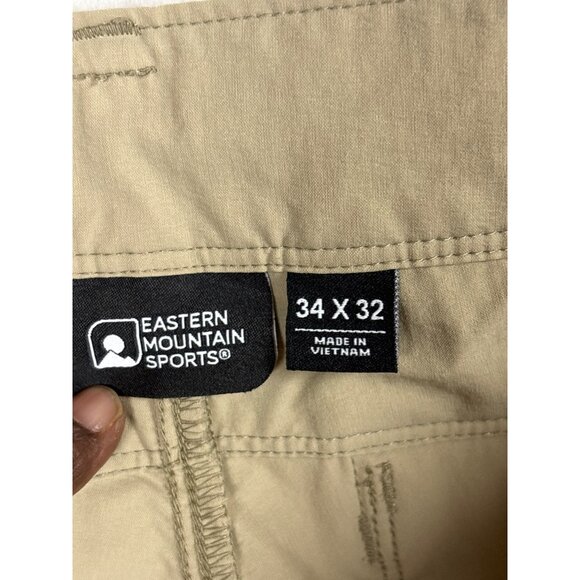 EASTERN
MOUNTAIN
SPORTS®
34 X 32
MADE IN
VIETNAM